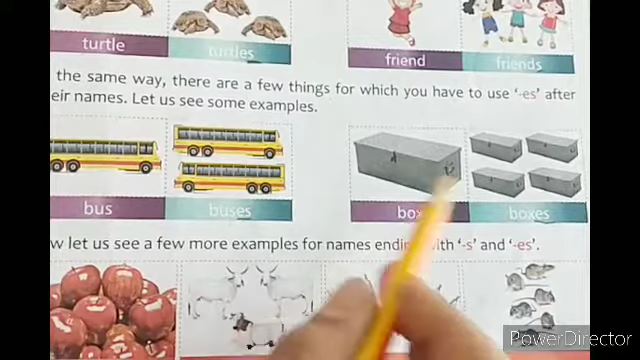 turtle turtles friend friends
the same way, there are a few things for which you have to use '-es' after
eir names. Let us see some examples.
bus buses boxes
w let us see a few more examples for names ending with '-s' and '-es'.
PowerDirector